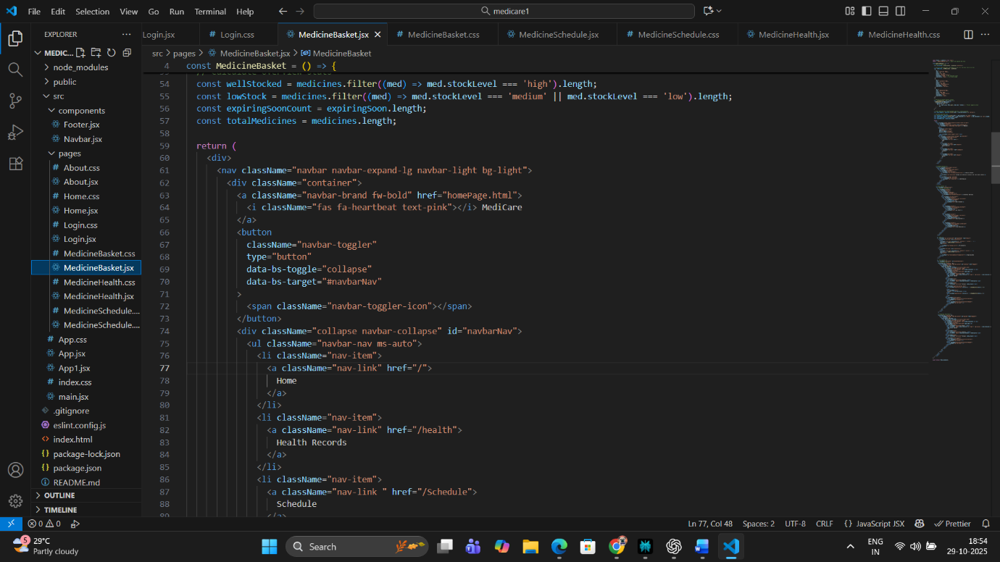 File Edit Selection View Go Run Terminal Help
medicare1
EXPLORER
Login.jsx
# Login.css
MedicineBasket.jsx
# MedicineBasket.css
MedicineSchedule.jsx
# MedicineSchedule.css
MedicineHealth.jsx
# MedicineHealth.css
MEDIC...
node_modules
public
src
components
Footer.jsx
Navbar.jsx
pages
# About.css
About.jsx
# Home.css
Home.jsx
# Login.css
Login.jsx
# MedicineBasket.css
MedicineBasket.jsx
# MedicineHealth.css
MedicineHealth.jsx
# MedicineSchedule....
MedicineSchedule....
# App.css
App.jsx
App1.jsx
# index.css
main.jsx
.gitignore
eslint.config.js
<> index.html
{} package-lock.json
{} package.json
README.md
OUTLINE
TIMELINE
src > pages > MedicineBasket.jsx > MedicineBasket
4 const MedicineBasket = () => {
54 const wellStocked = medicines.filter((med) => med.stockLevel === 'high').length;
55 const lowStock = medicines.filter((med) => med.stockLevel === 'medium' || med.stockLevel === 'low').length;
56 const expiringSoonCount = expiringSoon.length;
57 const totalMedicines = medicines.length;
58
59 return (
60 <div>
61 <nav className="navbar navbar-expand-lg navbar-light bg-light">
62 <div className="container">
63 <a className="navbar-brand fw-bold" href="homePage.html">
64 <i className="fas fa-heartbeat text-pink"></i> MediCare
65 </a>
66 <button
67 className="navbar-toggler"
68 type="button"
69 data-bs-toggle="collapse"
70 data-bs-target="#navbarNav"
71 >
72 <span className="navbar-toggler-icon"></span>
73 </button>
74 <div className="collapse navbar-collapse" id="navbarNav">
75 <ul className="navbar-nav ms-auto">
76 <li className="nav-item">
77 <a className="nav-link" href="/">
78 Home
79 </a>
80 </li>
81 <li className="nav-item">
82 <a className="nav-link" href="/health">
83 Health Records
84 </a>
85 </li>
86 <li className="nav-item">
87 <a className="nav-link " href="/Schedule">
88 Schedule
0 0
Ln 77, Col 48 Spaces: 2 UTF-8 CRLF {} JavaScript JSX Prettier
5
29°C
Partly cloudy
Search
ENG
IN
18:54
29-10-2025